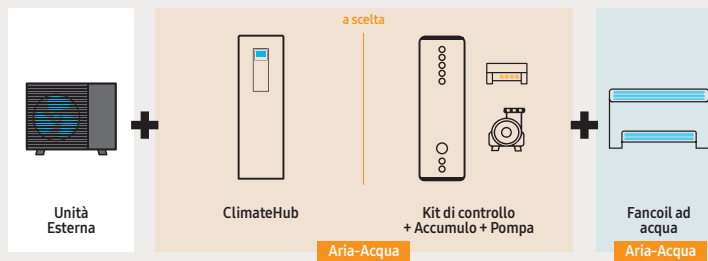 a scelta
Unità
Esterna
ClimateHub
Kit di controllo
+ Accumulo + Pompa
Fancoil ad
acqua
Aria-Acqua
Aria-Acqua